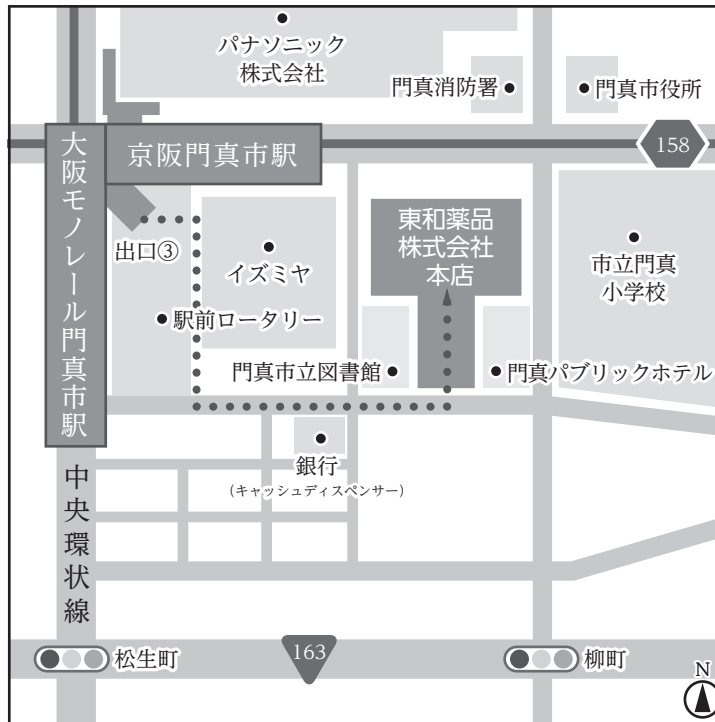 パナソニック
株式会社
門真消防署
門真市役所
京阪門真市駅
158
大阪モノレール門真市駅
出口③
イズミヤ
東和薬品
株式会社
本店
市立門真
小学校
駅前ロータリー
門真市立図書館
門真パブリックホテル
銀行
(キャッシュディスペンサー)
中央環状線
松生町
163
柳町
N